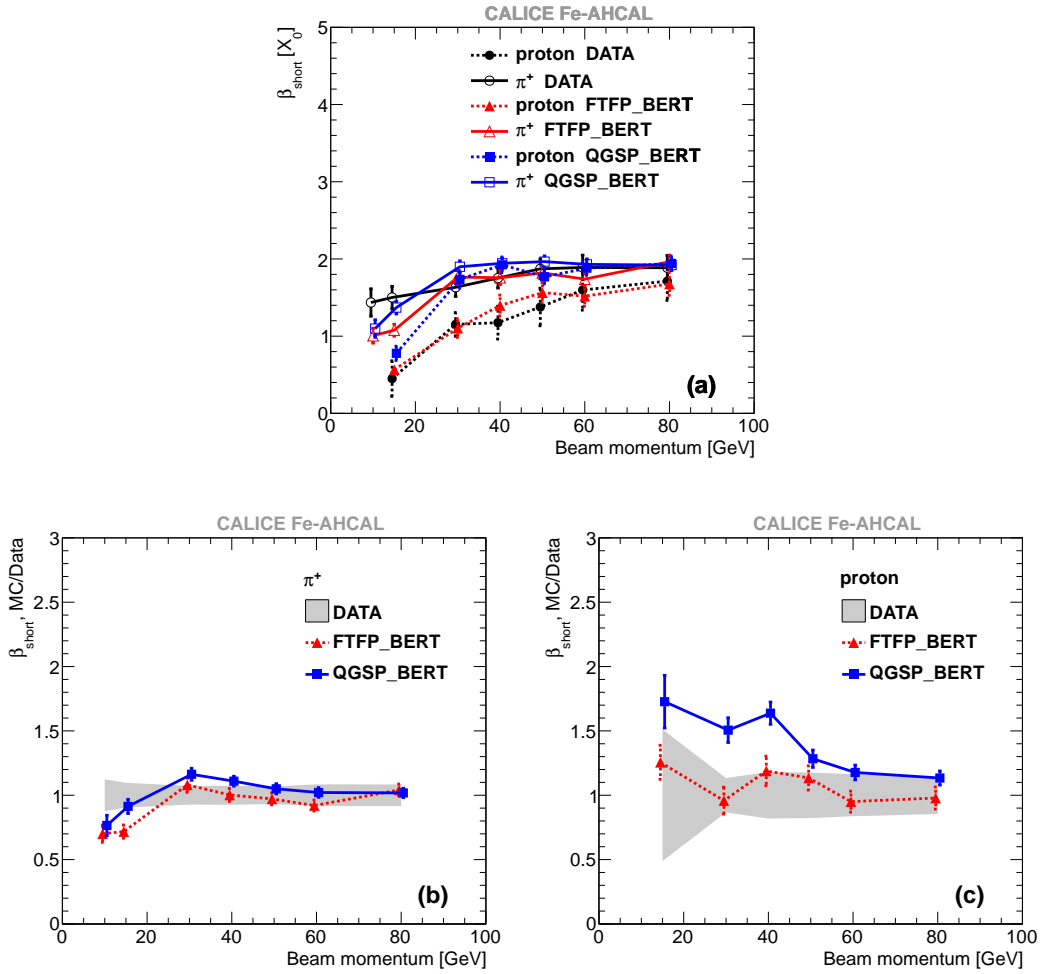 CALICE Fe-AHCAL
β_short [X_0]
5
4
3
2
1
0
proton DATA
π⁺ DATA
proton FTFP_BERT
π⁺ FTFP_BERT
proton QGSP_BERT
π⁺ QGSP_BERT
(a)
0 20 40 60 80 100
Beam momentum [GeV]
CALICE Fe-AHCAL
β_short, MC/Data
3
2.5
2
1.5
1
0.5
0
π⁺
DATA
FTFP_BERT
QGSP_BERT
(b)
0 20 40 60 80 100
Beam momentum [GeV]
CALICE Fe-AHCAL
β_short, MC/Data
3
2.5
2
1.5
1
0.5
0
proton
DATA
FTFP_BERT
QGSP_BERT
(c)
0 20 40 60 80 100
Beam momentum [GeV]